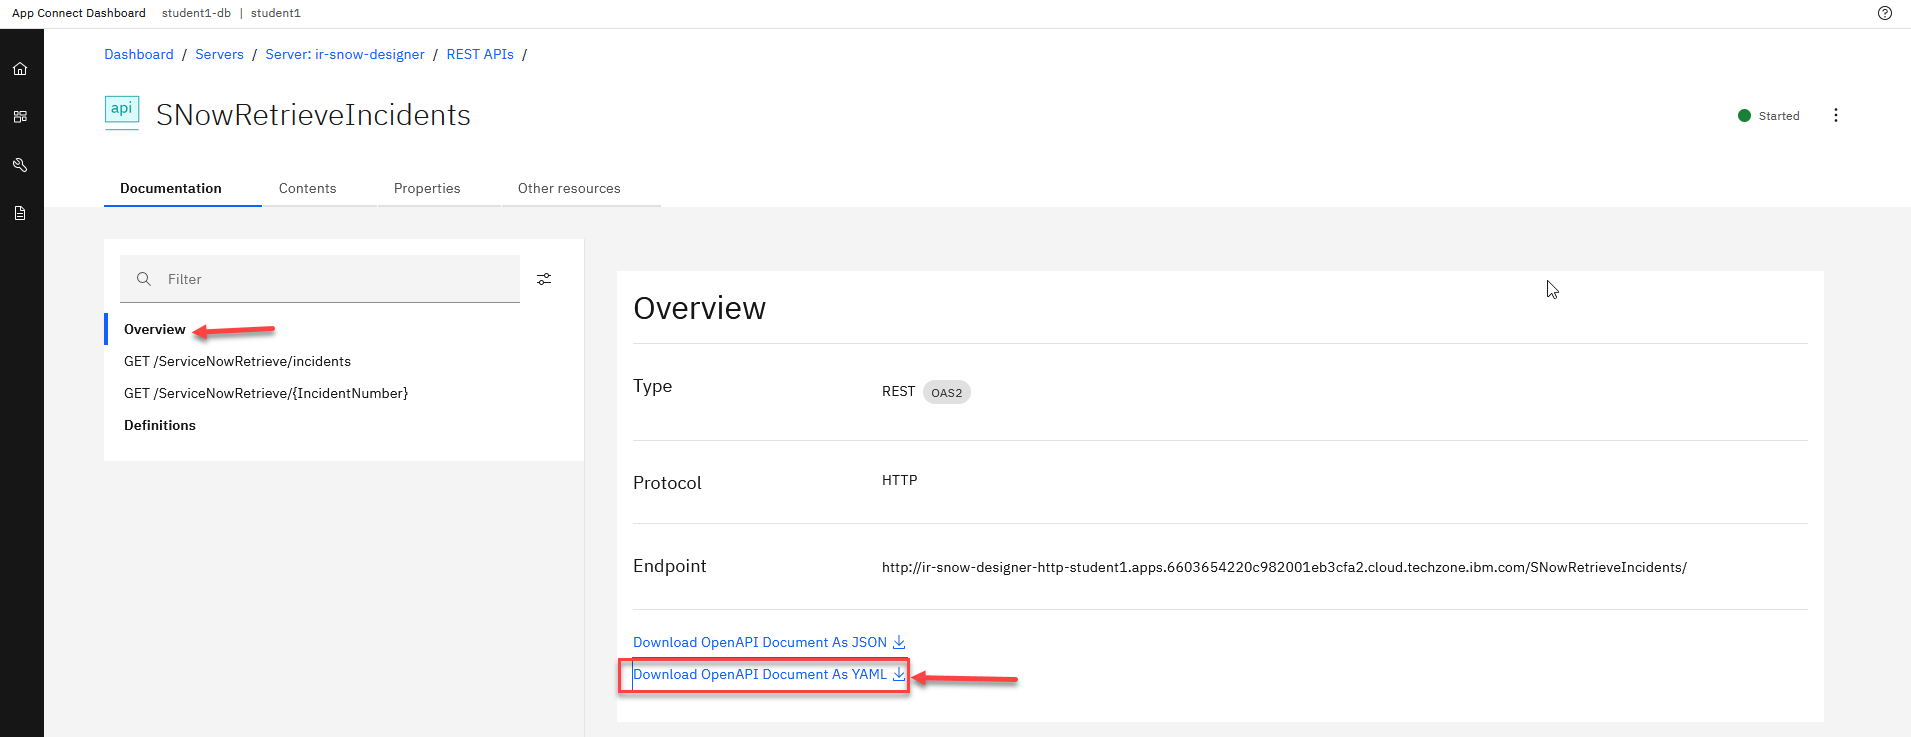 App Connect Dashboard student1-db | student1
Dashboard / Servers / Server: ir-snow-designer / REST APIs /
api
SNowRetrieveIncidents
Started
Documentation Contents Properties Other resources
Filter
Overview
GET /ServiceNowRetrieve/incidents
GET /ServiceNowRetrieve/{IncidentNumber}
Definitions
Overview
Type REST OAS2
Protocol HTTP
Endpoint http://ir-snow-designer-http-student1.apps.6603654220c982001eb3cfa2.cloud.techzone.ibm.com/SNowRetrieveIncidents/
Download OpenAPI Document As JSON
Download OpenAPI Document As YAML